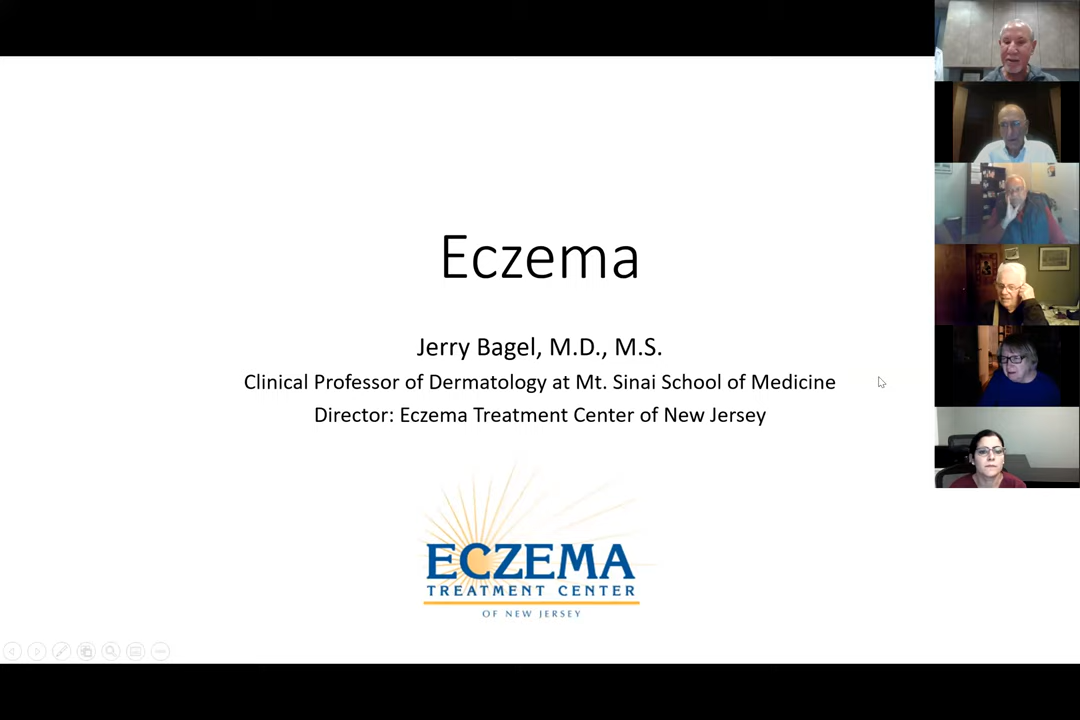 Eczema
Jerry Bagel, M.D., M.S.
Clinical Professor of Dermatology at Mt. Sinai School of Medicine
Director: Eczema Treatment Center of New Jersey
ECZEMA
TREATMENT CENTER
OF NEW JERSEY